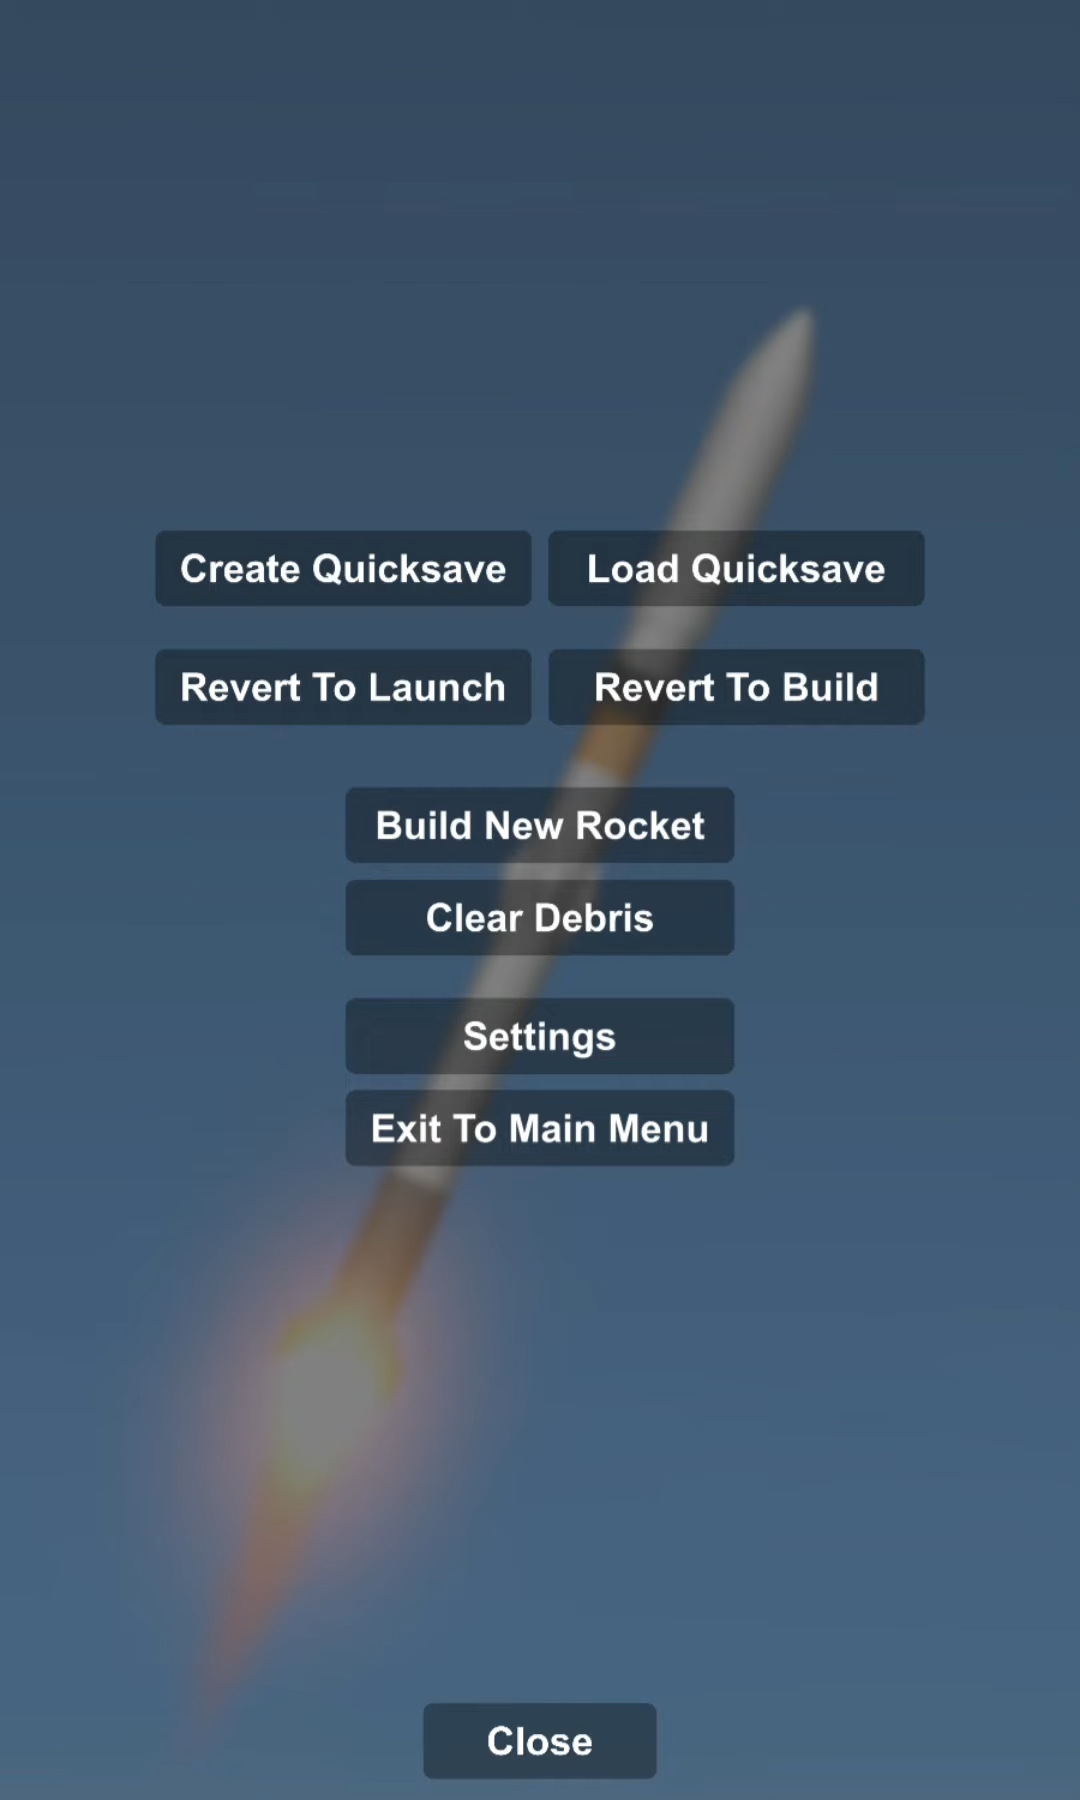 Create Quicksave
Load Quicksave
Revert To Launch
Revert To Build
Build New Rocket
Clear Debris
Settings
Exit To Main Menu
Close